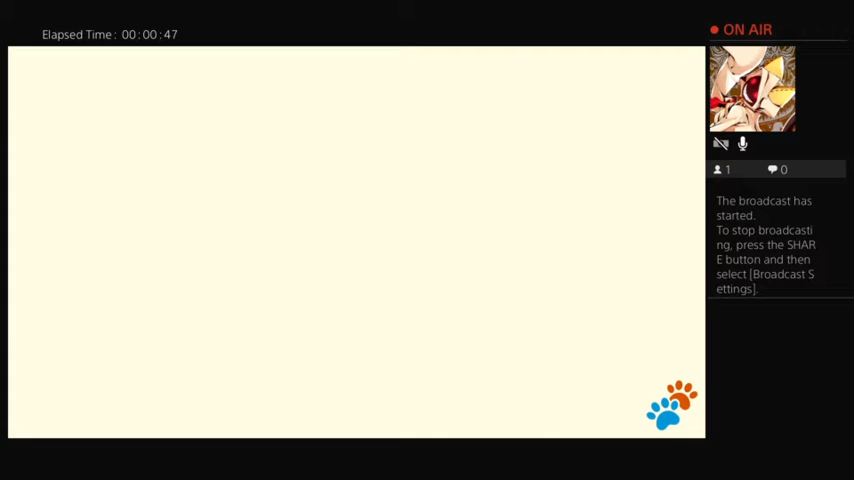 Elapsed Time: 00:00:47
ON AIR
1 0
The broadcast has
started.
To stop broadcasti
ng, press the SHAR
E button and then
select [Broadcast S
ettings].